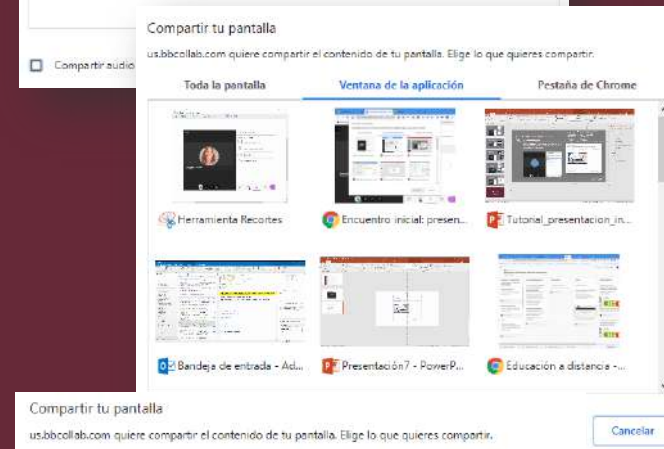 Compartir tu pantalla
us.bbcollab.com quiere compartir el contenido de tu pantalla. Elige lo que quieres compartir.
Compartir audio
Toda la pantalla Ventana de la aplicación Pestaña de Chrome
Herramienta Recortes Encuentro inicial: presen... Tutorial_presentacion_in...
Bandeja de entrada - Ad... Presentación7 - PowerP... Educación a distancia -...
Compartir tu pantalla
us.bbcollab.com quiere compartir el contenido de tu pantalla. Elige lo que quieres compartir.
Cancelar